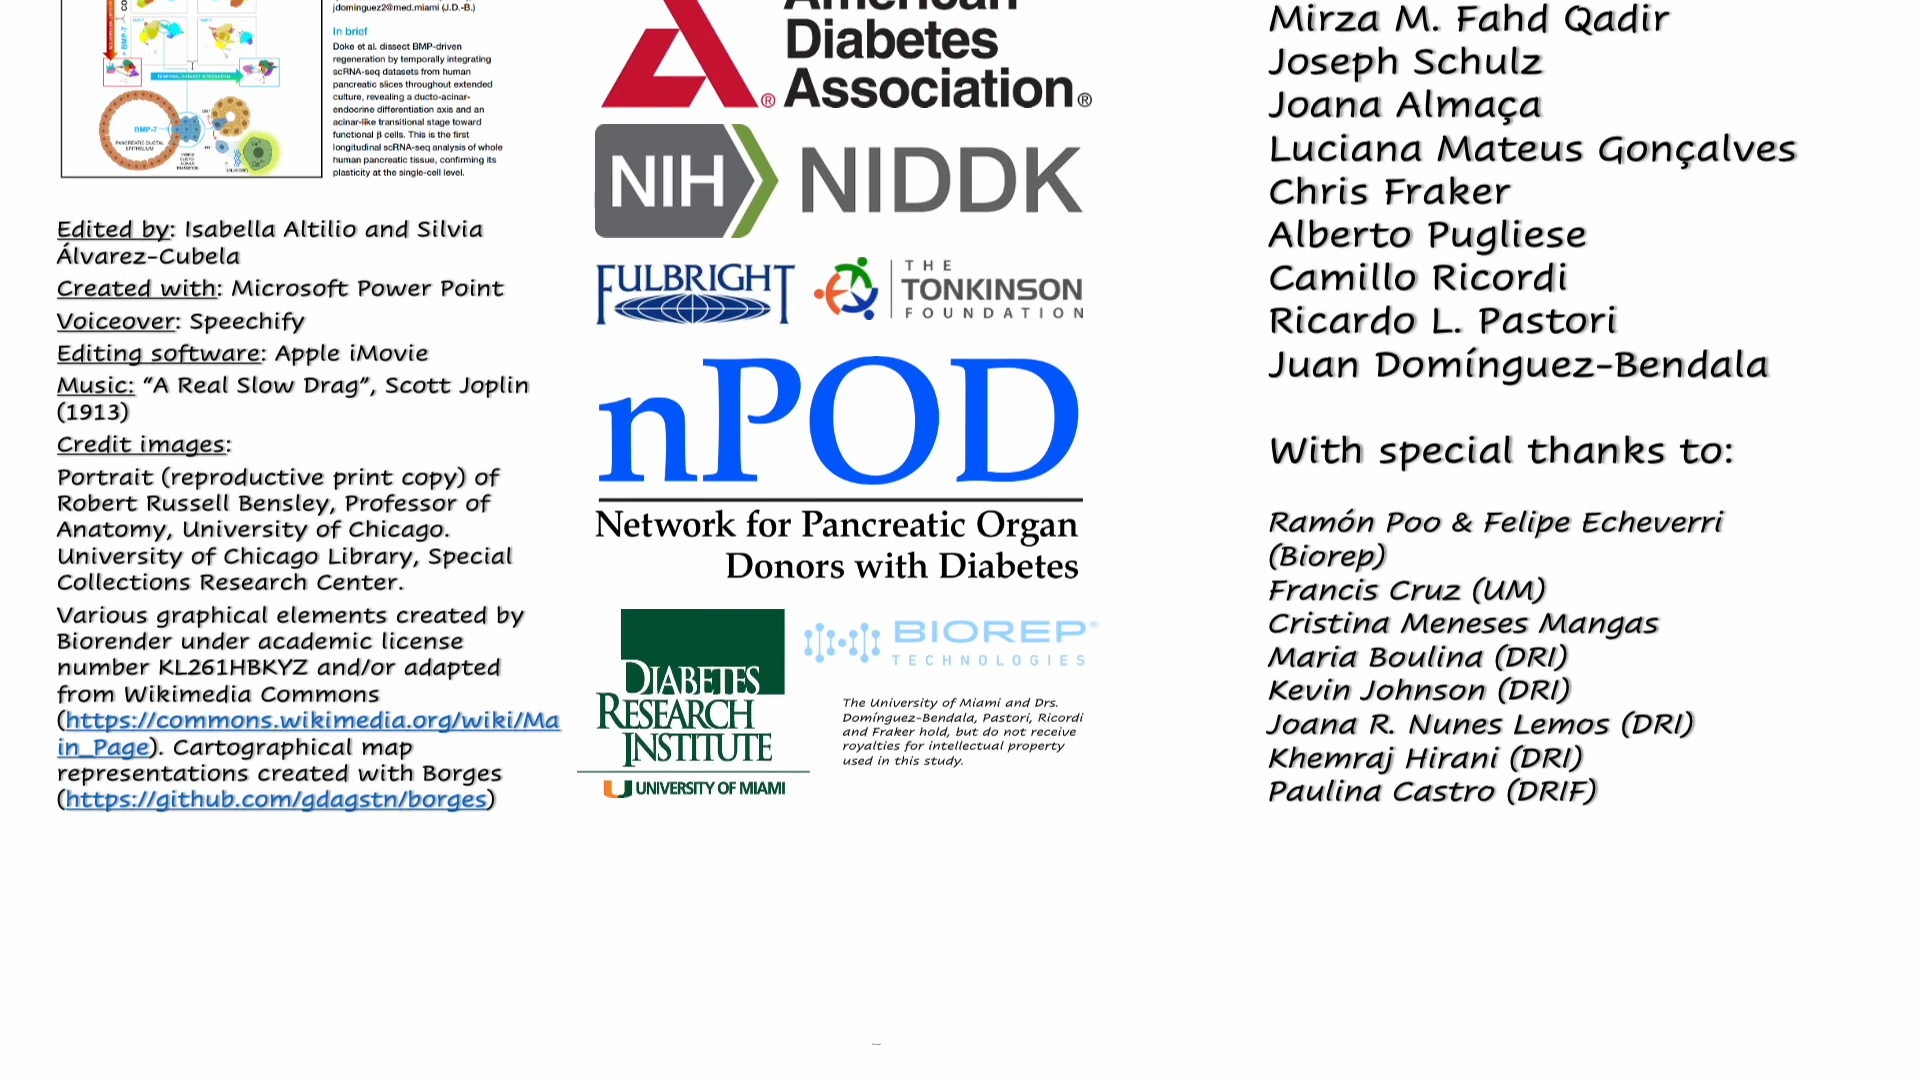 jdominguez2@med.miami (J.D.-B.)
In brief
Doke et al. dissect BMP-driven
regeneration by temporally integrating
scRNA-seq datasets from human
pancreatic slices throughout extended
culture, revealing a ducto-acinar-
endocrine differentiation axis and an
acinar-like transitional stage toward
functional β cells. This is the first
longitudinal scRNA-seq analysis of whole
human pancreatic tissue, confirming its
plasticity at the single-cell level.
BMP-7
PANCREATIC DUCTAL
EPITHELIUM
Edited by: Isabella Altilio and Silvia
Álvarez-Cubela
Created with: Microsoft Power Point
Voiceover: Speechify
Editing software: Apple iMovie
Music: “A Real Slow Drag”, Scott Joplin
(1913)
Credit images:
Portrait (reproductive print copy) of
Robert Russell Bensley, Professor of
Anatomy, University of Chicago.
University of Chicago Library, Special
Collections Research Center.
Various graphical elements created by
Biorender under academic license
number KL261HBKYZ and/or adapted
from Wikimedia Commons
(https://commons.wikimedia.org/wiki/Ma
in_Page). Cartographical map
representations created with Borges
(https://github.com/gdagstn/borges)
American
Diabetes
Association®
NIH NIDDK
FULBRIGHT
THE
TONKINSON
FOUNDATION
nPOD
Network for Pancreatic Organ
Donors with Diabetes
DIABETES
RESEARCH
INSTITUTE
UNIVERSITY OF MIAMI
BIOREP®
TECHNOLOGIES
The University of Miami and Drs.
Domínguez-Bendala, Pastori, Ricordi
and Fraker hold, but do not receive
royalties for intellectual property
used in this study.
Mirza M. Fahd Qadir
Joseph Schulz
Joana Almaça
Luciana Mateus Gonçalves
Chris Fraker
Alberto Pugliese
Camillo Ricordi
Ricardo L. Pastori
Juan Domínguez-Bendala
With special thanks to:
Ramón Poo & Felipe Echeverri
(Biorep)
Francis Cruz (UM)
Cristina Meneses Mangas
Maria Boulina (DRI)
Kevin Johnson (DRI)
Joana R. Nunes Lemos (DRI)
Khemraj Hirani (DRI)
Paulina Castro (DRIF)